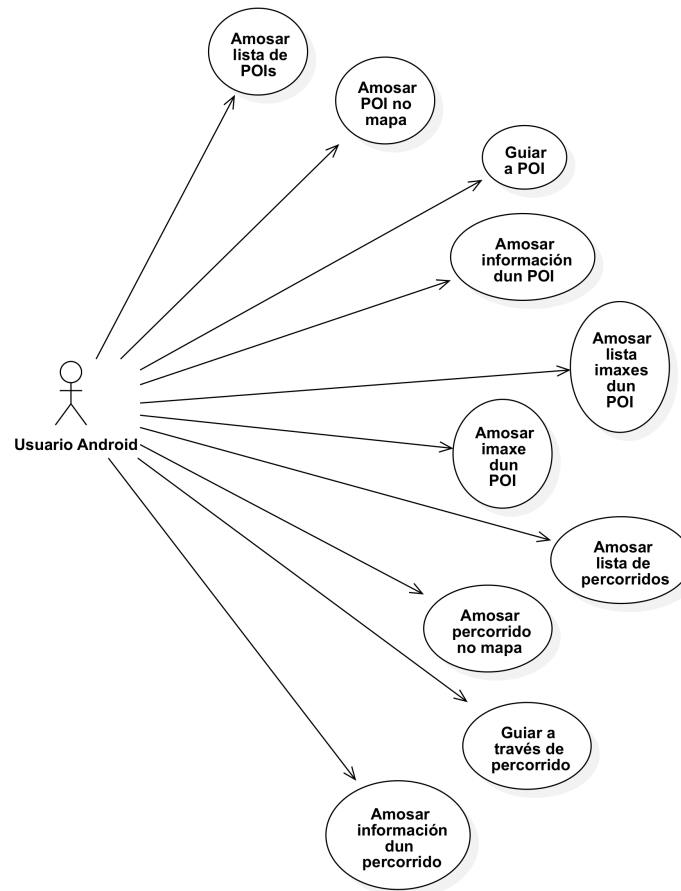 Amosar
lista de
POIs
Amosar
POI no
mapa
Guiar
a POI
Amosar
información
dun POI
Amosar
lista
imaxes
dun
POI
Usuario Android
Amosar
imaxe
dun
POI
Amosar
lista de
percorridos
Amosar
percorrido
no mapa
Guiar a
través de
percorrido
Amosar
información
dun
percorrido